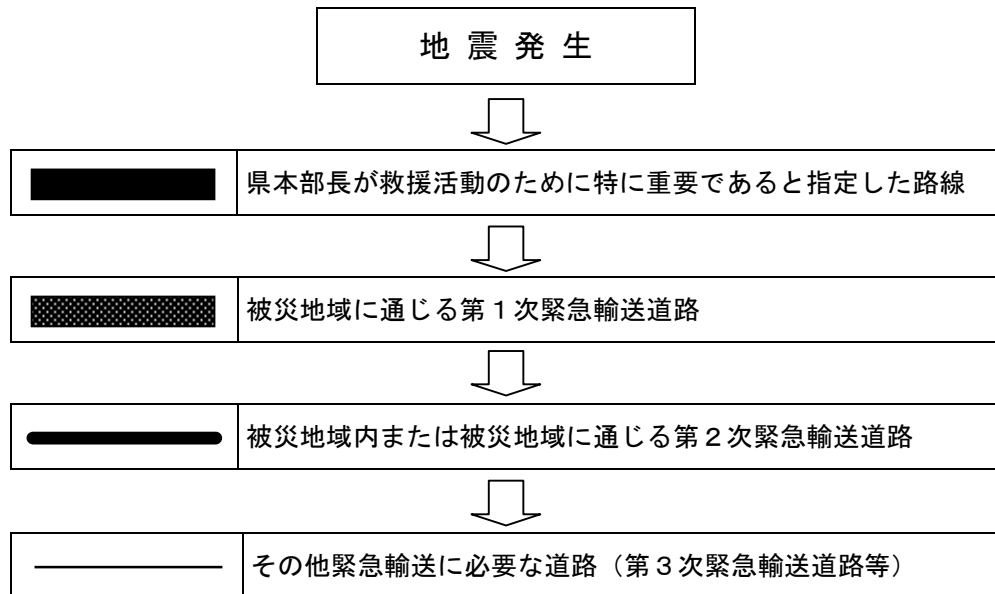 地震発生
県本部長が救援活動のために特に重要であると指定した路線
被災地域に通じる第１次緊急輸送道路
被災地域内または被災地域に通じる第２次緊急輸送道路
その他緊急輸送に必要な道路（第３次緊急輸送道路等）